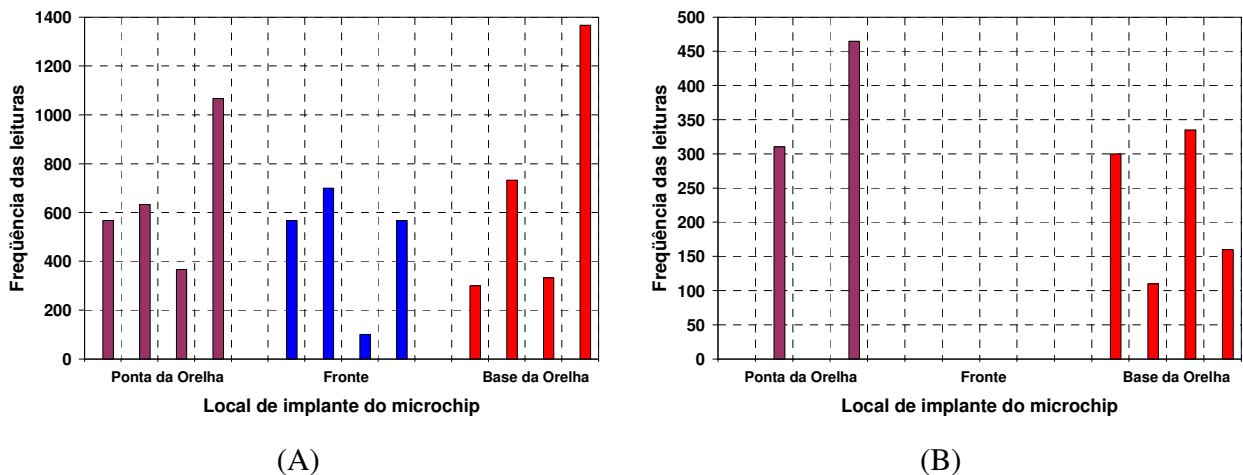 Freqüência das leituras
1400
1200
1000
800
600
400
200
0
Ponta da Orelha Fronte Base da Orelha
Local de implante do microchip
(A)
Freqüência das leituras
500
450
400
350
300
250
200
150
100
50
0
Ponta da Orelha Fronte Base da Orelha
Local de implante do microchip
(B)